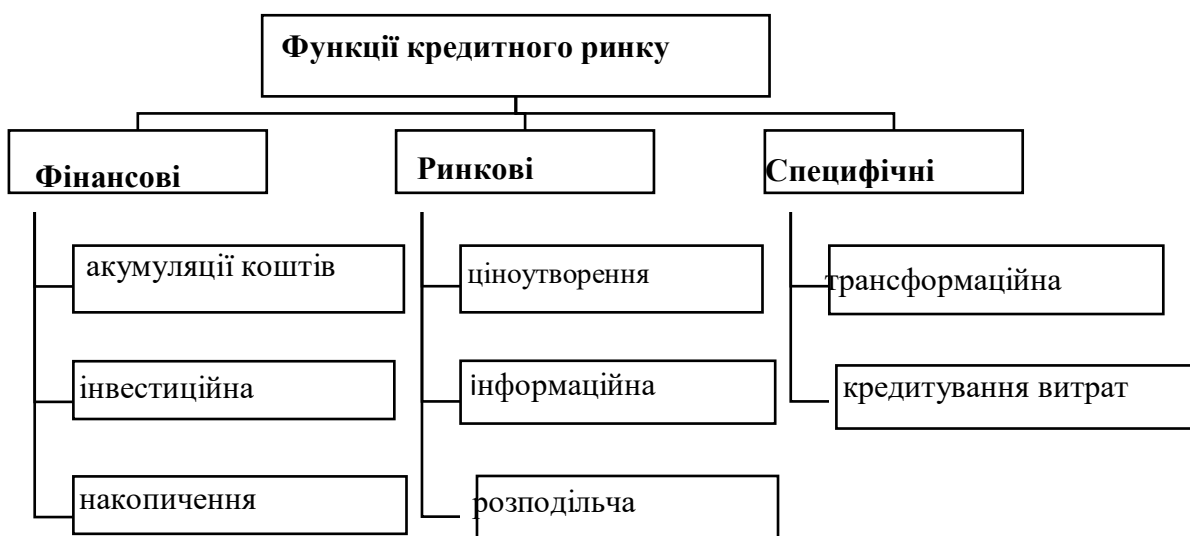 Функції кредитного ринку
Фінансові
Ринкові
Специфічні
акумуляції коштів
ціноутворення
трансформаційна
інвестиційна
інформаційна
кредитування витрат
накопичення
розподільча